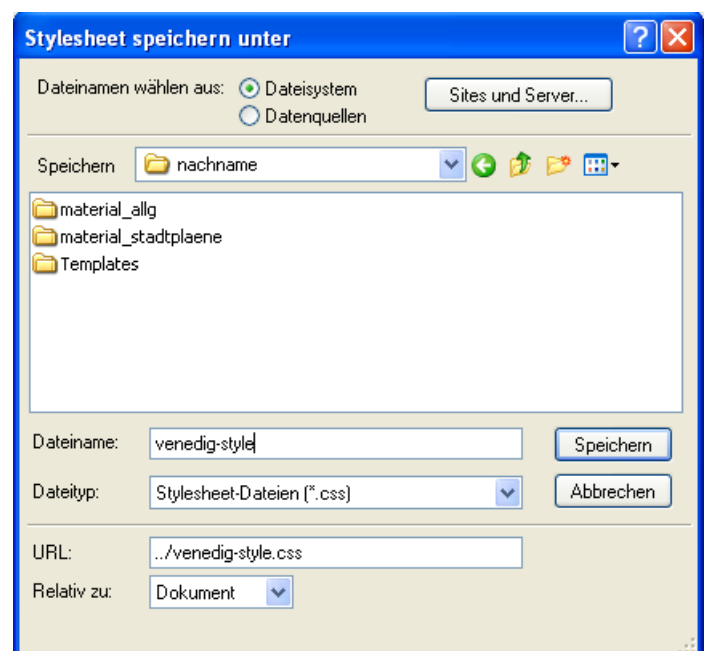 Stylesheet speichern unter
Dateinamen wählen aus: Dateisystem Sites und Server...
Datenquellen
Speichern nachname
material_allg
material_stadtplaene
Templates
Dateiname: venedig-style Speichern
Dateityp: Stylesheet-Dateien (*.css) Abbrechen
URL: ../venedig-style.css
Relativ zu: Dokument